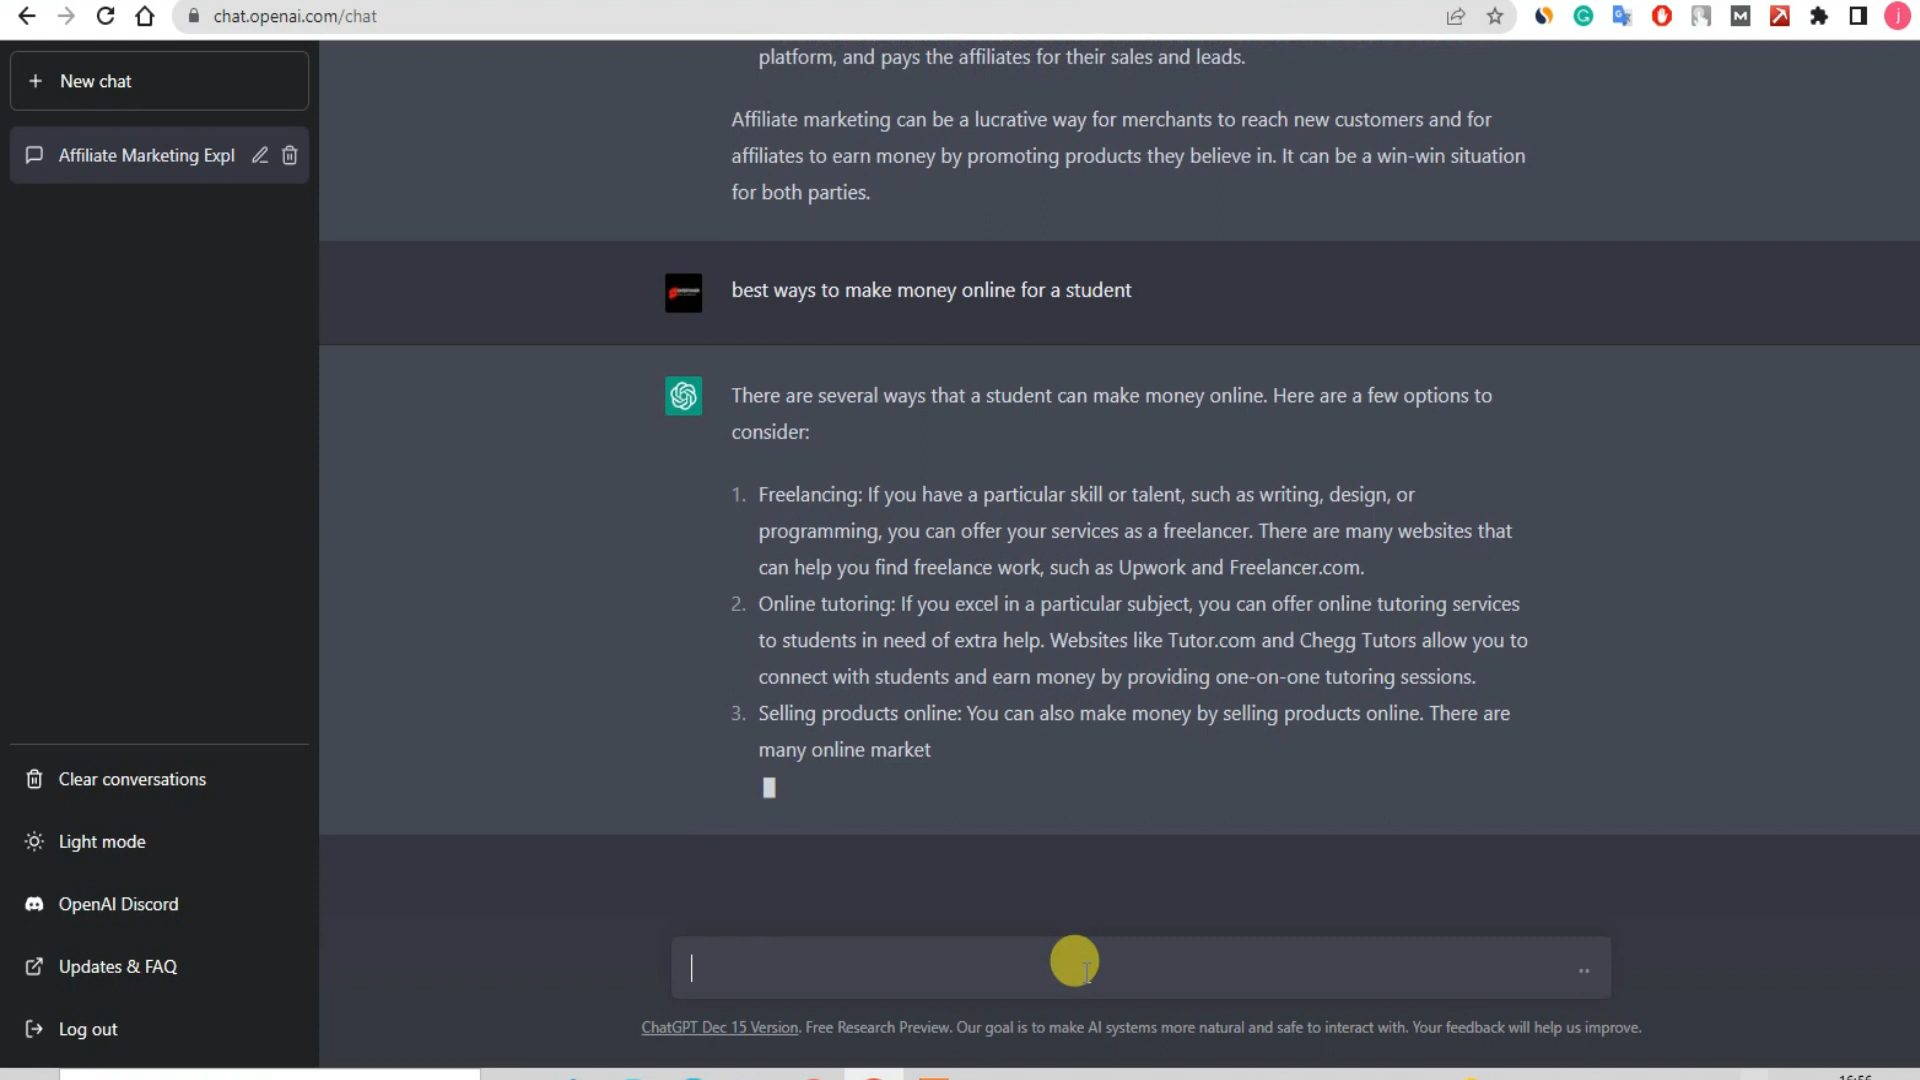 chat.openai.com/chat
platform, and pays the affiliates for their sales and leads.
New chat
Affiliate Marketing Expl
Affiliate marketing can be a lucrative way for merchants to reach new customers and for
affiliates to earn money by promoting products they believe in. It can be a win-win situation
for both parties.
best ways to make money online for a student
There are several ways that a student can make money online. Here are a few options to
consider:
1. Freelancing: If you have a particular skill or talent, such as writing, design, or
programming, you can offer your services as a freelancer. There are many websites that
can help you find freelance work, such as Upwork and Freelancer.com.
2. Online tutoring: If you excel in a particular subject, you can offer online tutoring services
to students in need of extra help. Websites like Tutor.com and Chegg Tutors allow you to
connect with students and earn money by providing one-on-one tutoring sessions.
3. Selling products online: You can also make money by selling products online. There are
many online market
Clear conversations
Light mode
OpenAI Discord
Updates & FAQ
Log out
ChatGPT Dec 15 Version. Free Research Preview. Our goal is to make AI systems more natural and safe to interact with. Your feedback will help us improve.